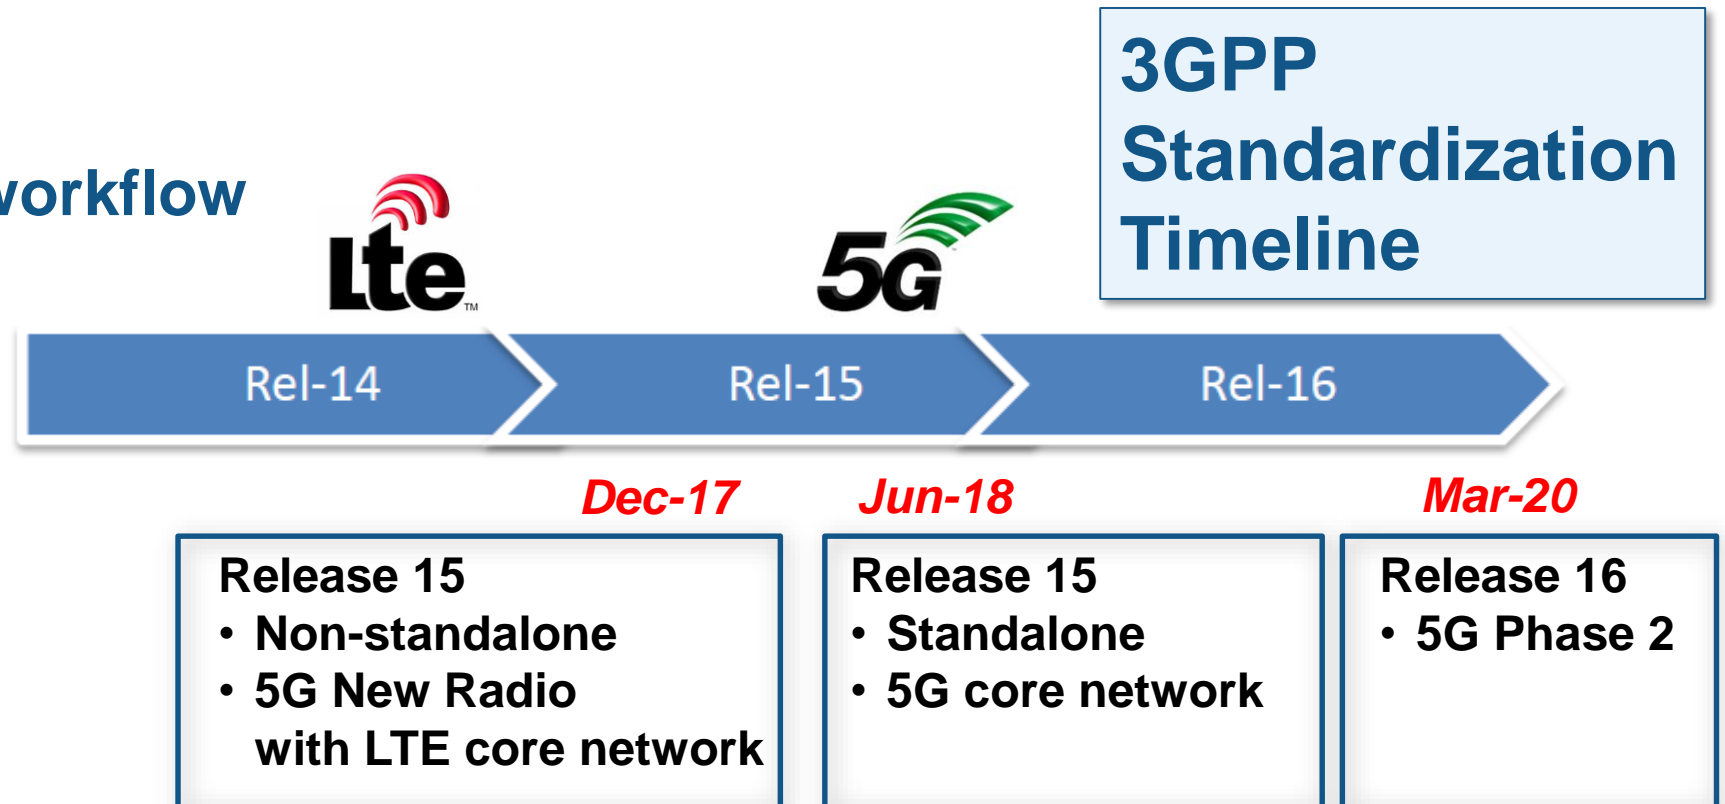 3GPP
Standardization
Timeline
workflow
Lte
TM
5G
Rel-14
Rel-15
Rel-16
Dec-17
Jun-18
Mar-20
Release 15
• Non-standalone
• 5G New Radio
with LTE core network
Release 15
• Standalone
• 5G core network
Release 16
• 5G Phase 2